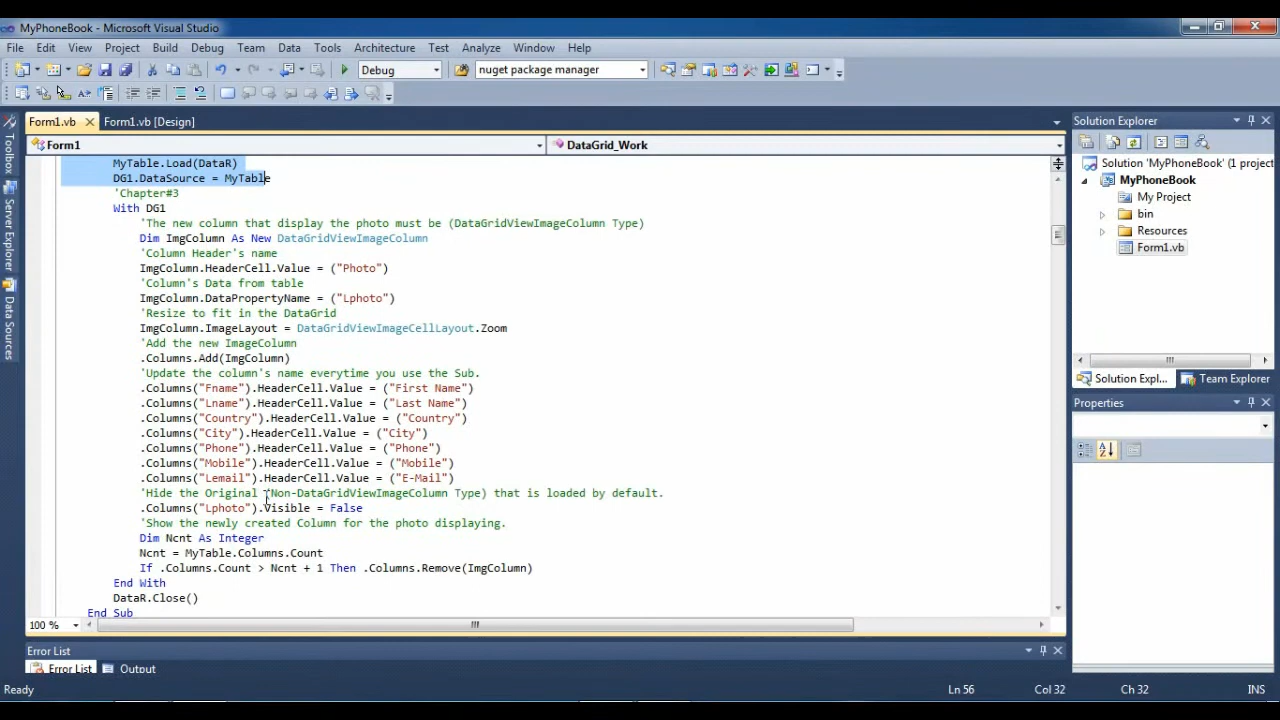 MyPhoneBook - Microsoft Visual Studio
File Edit View Project Build Debug Team Data Tools Architecture Test Analyze Window Help
Debug nuget package manager
Form1.vb Form1.vb [Design]
Form1 DataGrid_Work
MyTable.Load(DataR)
DG1.DataSource = MyTable
'Chapter#3
With DG1
'The new column that display the photo must be (DataGridViewImageColumn Type)
Dim ImgColumn As New DataGridViewImageColumn
'Column Header's name
ImgColumn.HeaderCell.Value = ("Photo")
'Column's Data from table
ImgColumn.DataPropertyName = ("Lphoto")
'Resize to fit in the DataGrid
ImgColumn.ImageLayout = DataGridViewImageCellLayout.Zoom
'Add the new ImageColumn
.Columns.Add(ImgColumn)
'Update the column's name everytime you use the Sub.
.Columns("Fname").HeaderCell.Value = ("First Name")
.Columns("Lname").HeaderCell.Value = ("Last Name")
.Columns("Country").HeaderCell.Value = ("Country")
.Columns("City").HeaderCell.Value = ("City")
.Columns("Phone").HeaderCell.Value = ("Phone")
.Columns("Mobile").HeaderCell.Value = ("Mobile")
.Columns("Lemail").HeaderCell.Value = ("E-Mail")
'Hide the Original (Non-DataGridViewImageColumn Type) that is loaded by default.
.Columns("Lphoto").Visible = False
'Show the newly created Column for the photo displaying.
Dim Ncnt As Integer
Ncnt = MyTable.Columns.Count
If .Columns.Count > Ncnt + 1 Then .Columns.Remove(ImgColumn)
End With
DataR.Close()
End Sub
100 %
Error List
Error List Output
Ready Ln 56 Col 32 Ch 32 INS
Toolbox
Server Explorer
Data Sources
Solution Explorer
Solution 'MyPhoneBook' (1 project
MyPhoneBook
My Project
bin
Resources
Form1.vb
Solution Expl... Team Explorer
Properties